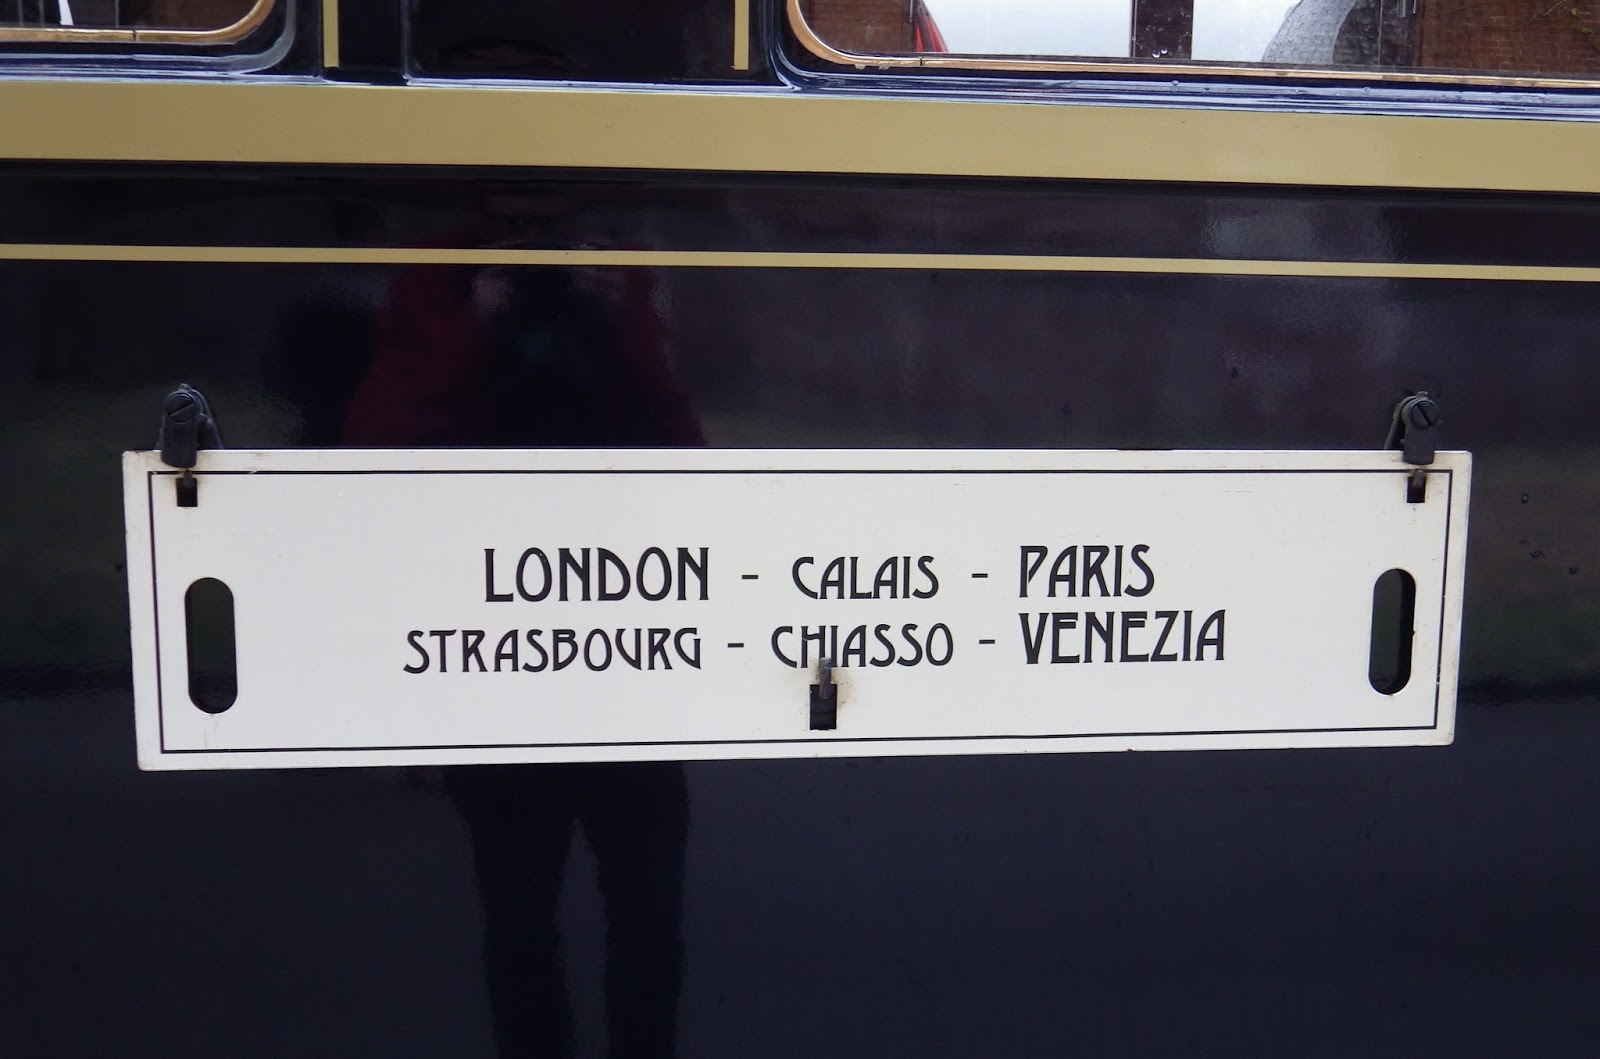 LONDON - CALAIS - PARIS
STRASBOURG - CHIASSO - VENEZIA